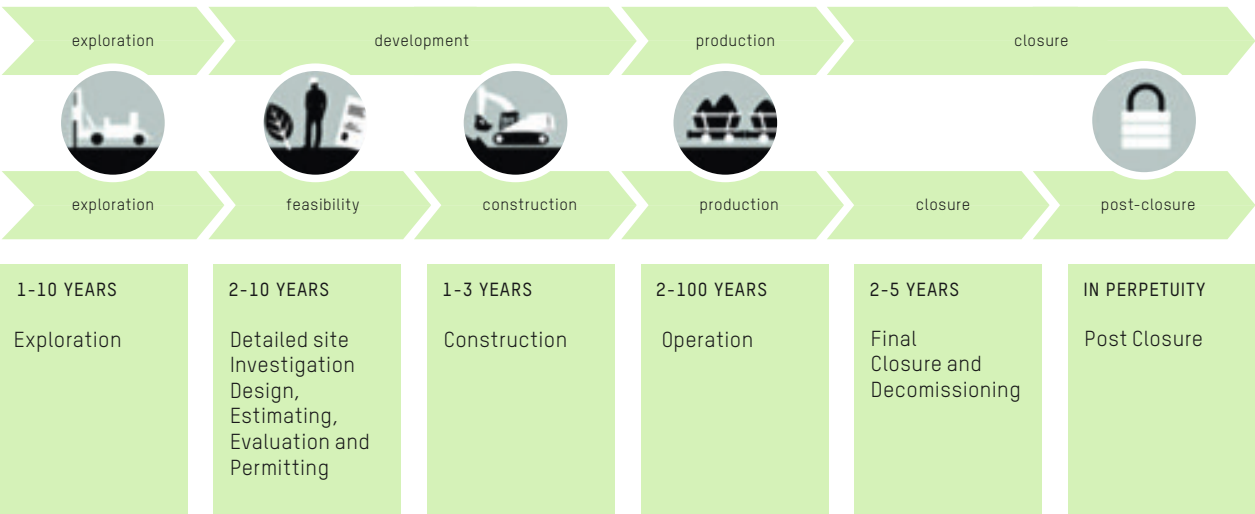 exploration
development
production
closure
exploration
feasibility
construction
production
closure
post-closure
1-10 YEARS
Exploration
2-10 YEARS
Detailed site
Investigation
Design,
Estimating,
Evaluation and
Permitting
1-3 YEARS
Construction
2-100 YEARS
Operation
2-5 YEARS
Final
Closure and
Decomissioning
IN PERPETUITY
Post Closure